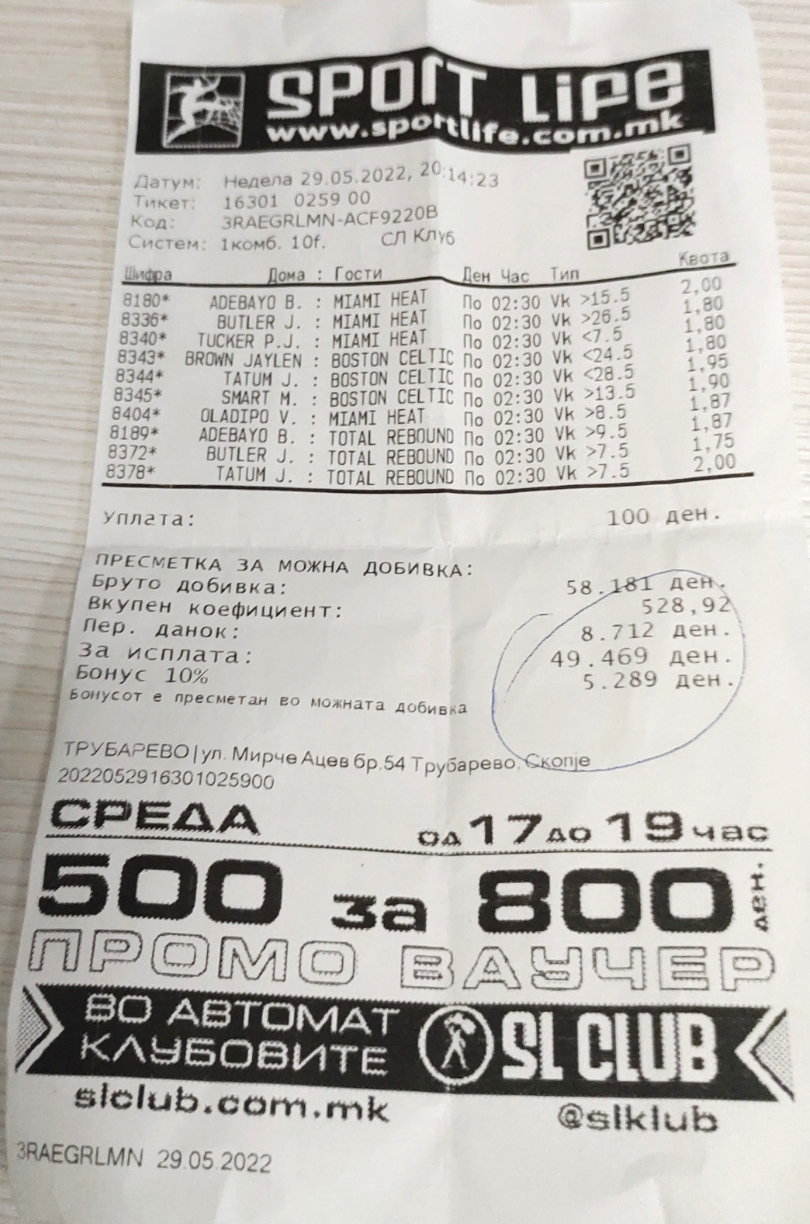 SPORT LIFE
www.sportlife.com.mk
Датум: Недела 29.05.2022, 20:14:23
Тикет: 16301 0259 00
Код: 3RAEGRLMN-ACF9220B
Систем: 1комб. 10f. СЛ Клуб
Шифра Дома : Гости Ден Час Тип Квота
8180* ADEBAYO B. : MIAMI HEAT По 02:30 Vk >15.5 2,00
8336* BUTLER J. : MIAMI HEAT По 02:30 Vk >26.5 1,80
8340* TUCKER P.J. : MIAMI HEAT По 02:30 Vk <7.5 1,80
8343* BROWN JAYLEN : BOSTON CELTIC По 02:30 Vk <24.5 1,80
8344* TATUM J. : BOSTON CELTIC По 02:30 Vk <28.5 1,95
8345* SMART M. : BOSTON CELTIC По 02:30 Vk >13.5 1,90
8404* OLADIPO V. : MIAMI HEAT По 02:30 Vk >8.5 1,87
8189* ADEBAYO B. : TOTAL REBOUND По 02:30 Vk >9.5 1,87
8372* BUTLER J. : TOTAL REBOUND По 02:30 Vk >7.5 1,75
8378* TATUM J. : TOTAL REBOUND По 02:30 Vk >7.5 2,00
Уплата: 100 ден.
ПРЕСМЕТКА ЗА МОЖНА ДОБИВКА:
Бруто добивка: 58.181 ден.
Вкупен коефициент: 528,92
Пер. данок: 8.712 ден.
За исплата: 49.469 ден.
Бонус 10% 5.289 ден.
Бонусот е пресметан во можната добивка
ТРУБАРЕВО|ул. Мирче Ацев бр.54 Трубарево, Скопје
2022052916301025900
СРЕДА од 17 до 19 час
500 за 800 ден.
ПРОМО ВАУЧЕР
ВО АВТОМАТ
КЛУБОВИТЕ SL CLUB
slclub.com.mk @slklub
3RAEGRLMN 29.05.2022